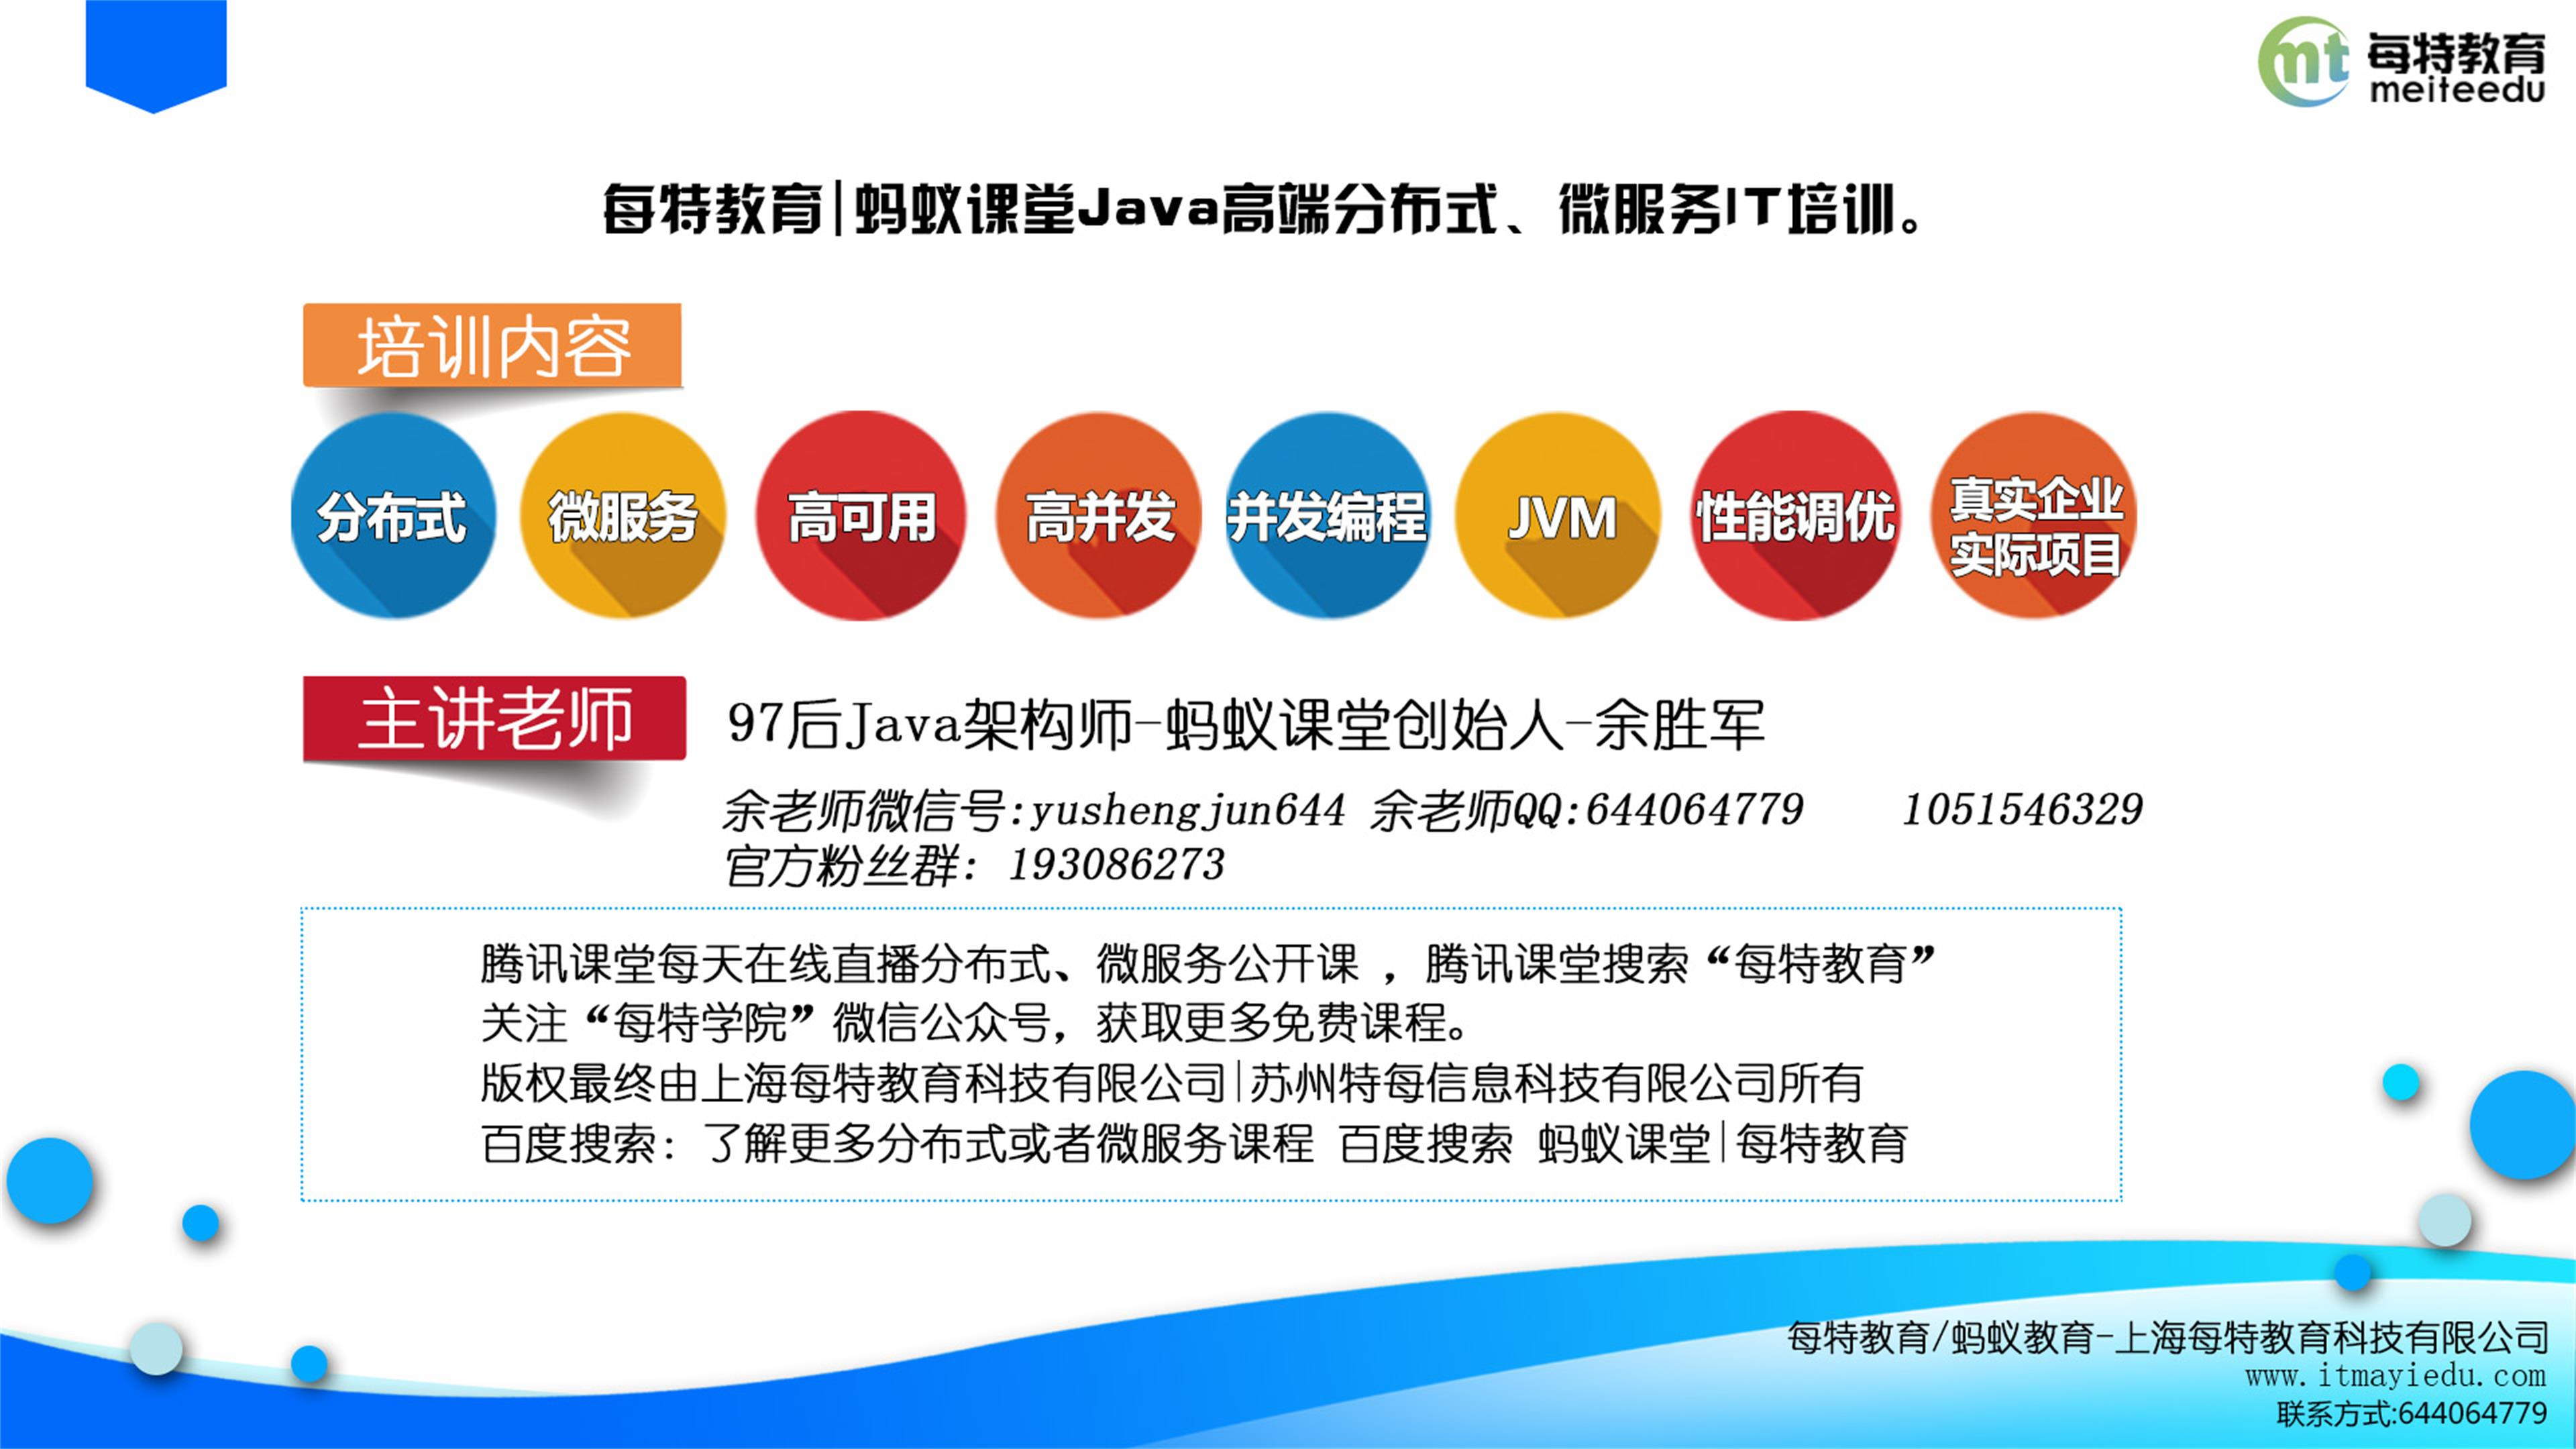 mt 每特教育
meiteedu
每特教育|蚂蚁课堂Java高端分布式、微服务IT培训。
培训内容
分布式 微服务 高可用 高并发 并发编程 JVM 性能调优 真实企业
实际项目
主讲老师 97后Java架构师-蚂蚁课堂创始人-余胜军
余老师微信号:yushengjun644 余老师QQ:644064779 1051546329
官方粉丝群: 193086273
腾讯课堂每天在线直播分布式、微服务公开课 ，腾讯课堂搜索“每特教育”
关注“每特学院”微信公众号，获取更多免费课程。
版权最终由上海每特教育科技有限公司|苏州特每信息科技有限公司所有
百度搜索：了解更多分布式或者微服务课程 百度搜索 蚂蚁课堂|每特教育
每特教育/蚂蚁教育-上海每特教育科技有限公司
www.itmayiedu.com
联系方式:644064779